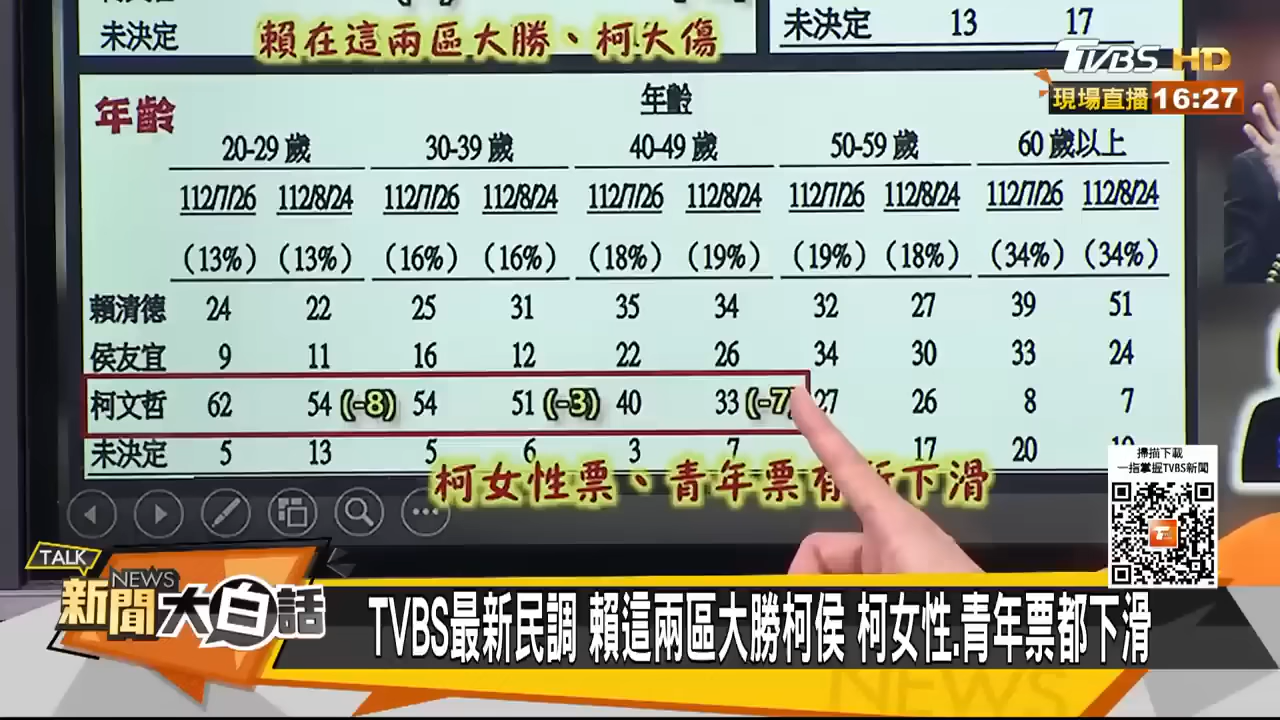 未決定
賴在這兩區大勝、柯大傷
未決定 13 17
TVBS HD
現場直播 16:27
年齡
年齡
20-29 歲 30-39 歲 40-49 歲 50-59 歲 60 歲以上
112/7/26 112/8/24 112/7/26 112/8/24 112/7/26 112/8/24 112/7/26 112/8/24 112/7/26 112/8/24
(13%) (13%) (16%) (16%) (18%) (19%) (19%) (18%) (34%) (34%)
賴清德 24 22 25 31 35 34 32 27 39 51
侯友宜 9 11 16 12 22 26 34 30 33 24
柯文哲 62 54 (-8) 54 51 (-3) 40 33 (-7) 27 26 8 7
未決定 5 13 5 6 3 7 17 20
柯女性票、青年票有 下滑
掃描下載
一指掌握TVBS新聞
TALK
NEWS
新聞大白話
TVBS最新民調 賴這兩區大勝柯侯 柯女性.青年票都下滑
NEWS